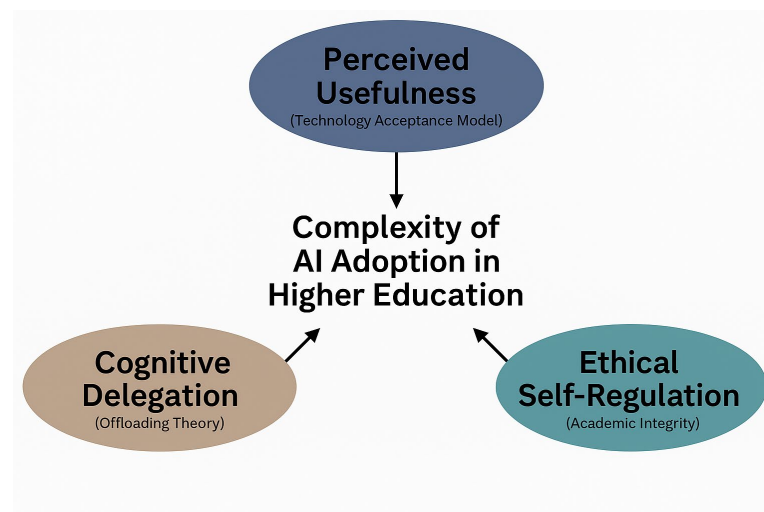 Perceived
Usefulness
(Technology Acceptance Model)
Complexity of
AI Adoption in
Higher Education
Cognitive
Delegation
(Offloading Theory)
Ethical
Self-Regulation
(Academic Integrity)